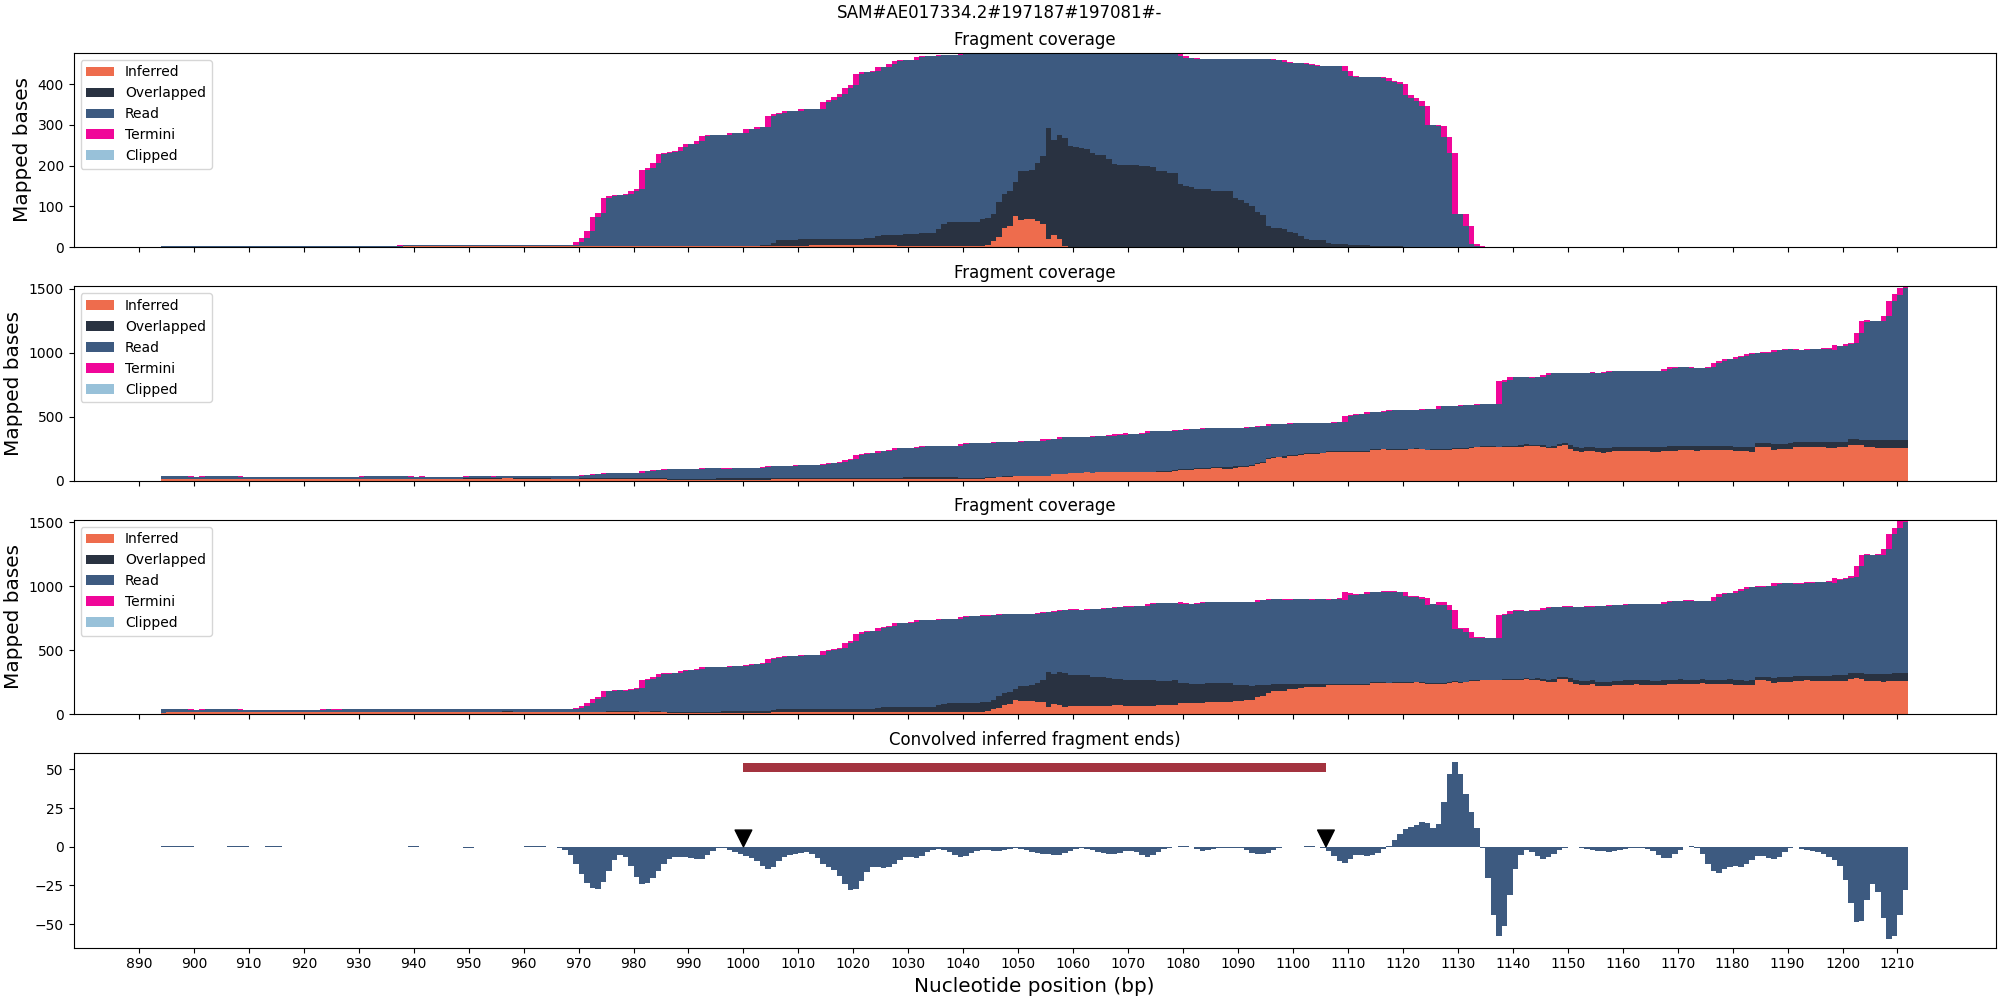 SAM#AE017334.2#197187#197081#-
Fragment coverage
Mapped bases
400
300
200
100
0
Inferred
Overlapped
Read
Termini
Clipped
Fragment coverage
Mapped bases
1500
1000
500
0
Inferred
Overlapped
Read
Termini
Clipped
Fragment coverage
Mapped bases
1500
1000
500
0
Inferred
Overlapped
Read
Termini
Clipped
Convolved inferred fragment ends)
50
25
0
−25
−50
890 900 910 920 930 940 950 960 970 980 990 1000 1010 1020 1030 1040 1050 1060 1070 1080 1090 1100 1110 1120 1130 1140 1150 1160 1170 1180 1190 1200 1210
Nucleotide position (bp)